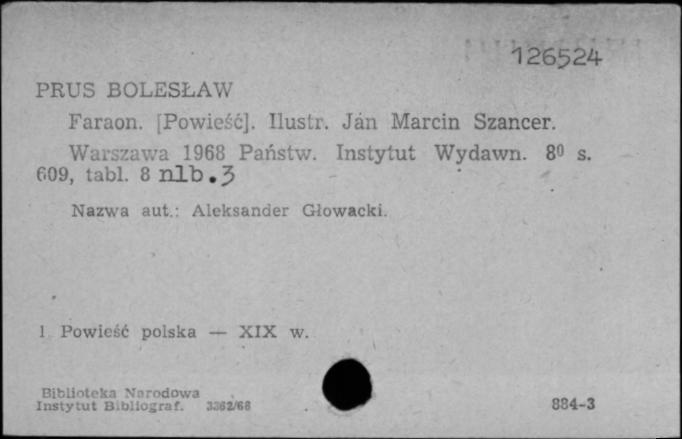 126524
PRUS BOLESŁAW
Faraon. [Powieść]. Ilustr. Jan Marcin Szancer.
Warszawa 1968 Państw. Instytut Wydawn. 8⁰ s.
609, tabl. 8 nlb. 3
Nazwa aut.: Aleksander Głowacki.
1. Powieść polska — XIX w.
Biblioteka Narodowa
Instytut Bibliograf. 3362/68
884-3